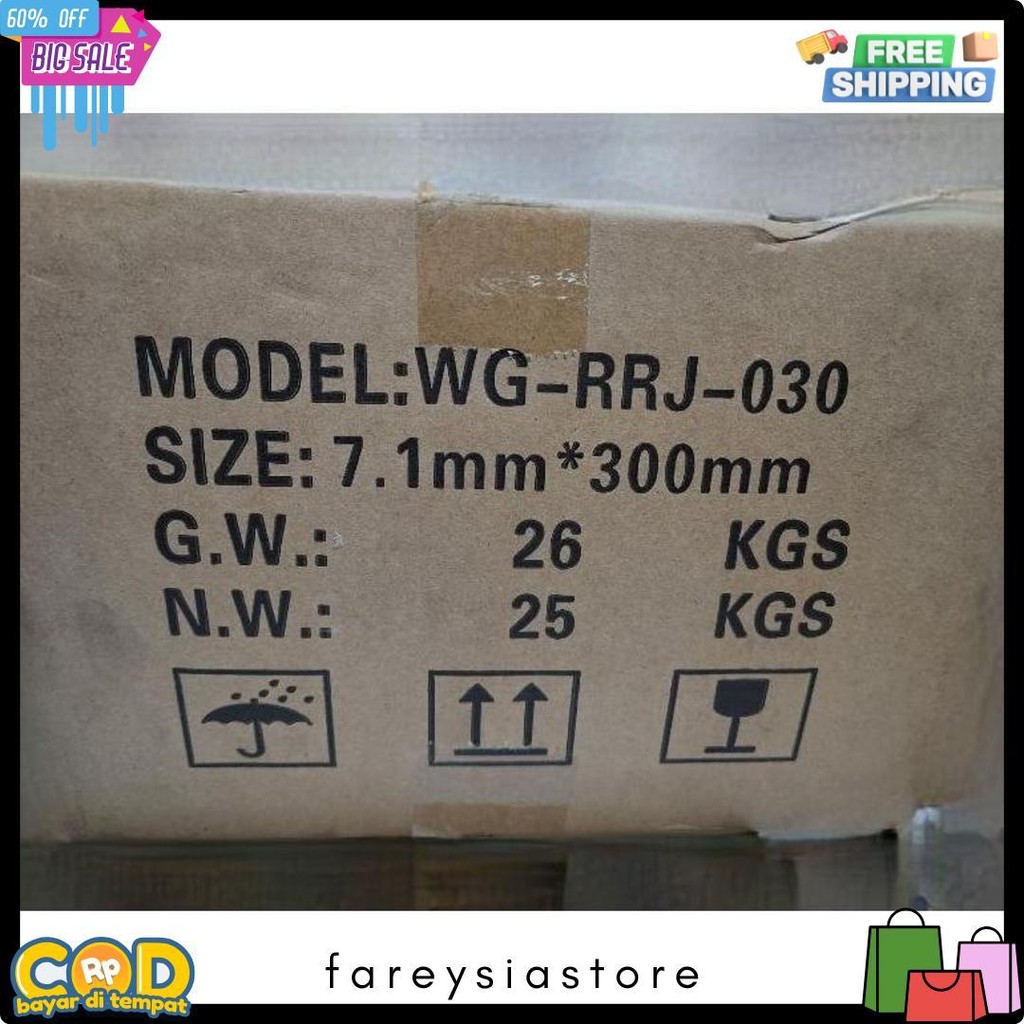 60% OFF
BIG SALE
FREE
SHIPPING
MODEL:WG-RRJ-030
SIZE: 7.1mm*300mm
G.W.: 26 KGS
N.W.: 25 KGS
COD
RP
bayar di tempat
fareysiastore